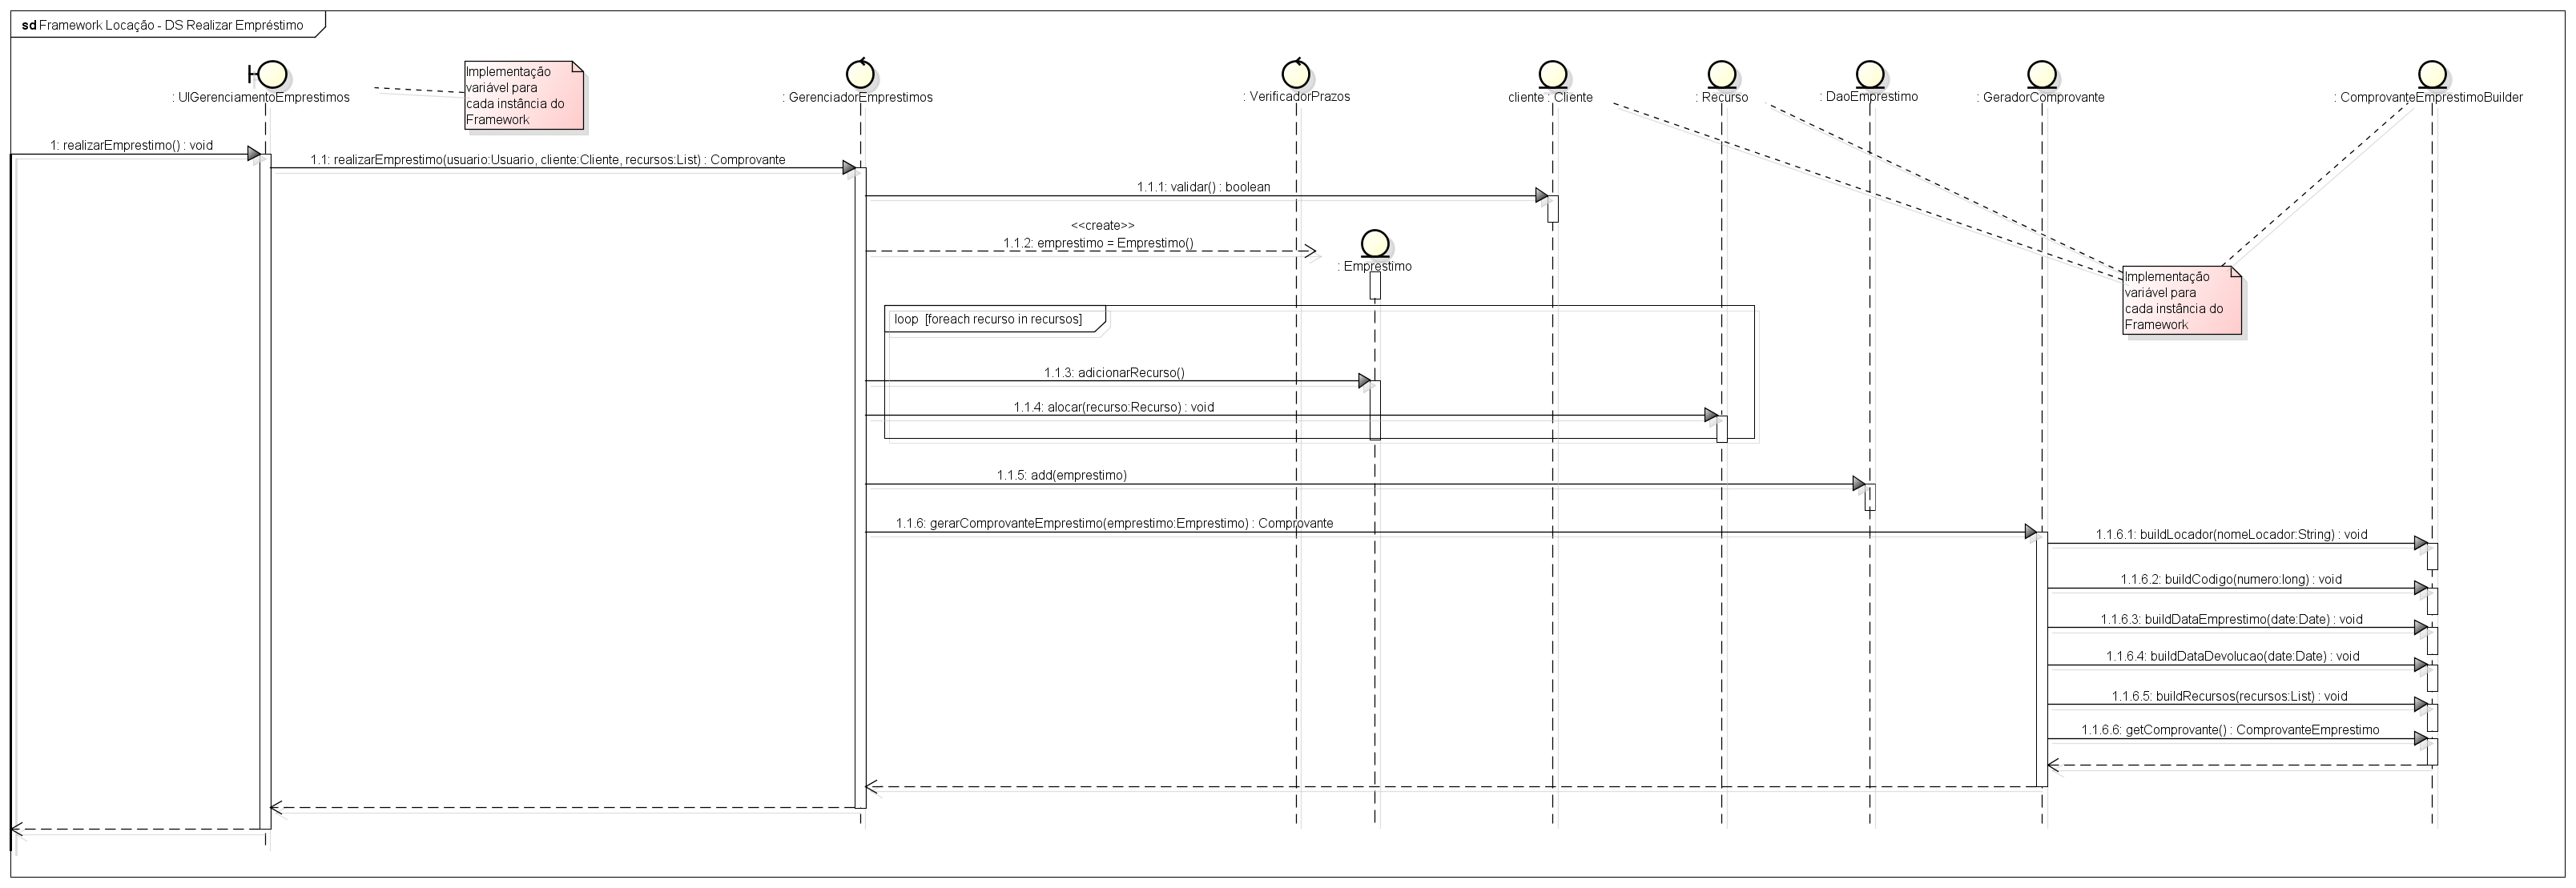 sd Framework Locação - DS Realizar Empréstimo
: UIGerenciamentoEmprestimos
Implementação
variável para
cada instância do
Framework
: GerenciadorEmprestimos
: VerificadorPrazos
cliente : Cliente
: Recurso
: DaoEmprestimo
: GeradorComprovante
: ComprovanteEmprestimoBuilder
1: realizarEmprestimo() : void
1.1: realizarEmprestimo(usuario:Usuario, cliente:Cliente, recursos:List) : Comprovante
1.1.1: validar() : boolean
<<create>>
1.1.2: emprestimo = Emprestimo()
: Emprestimo
Implementação
variável para
cada instância do
Framework
loop [foreach recurso in recursos]
1.1.3: adicionarRecurso()
1.1.4: alocar(recurso:Recurso) : void
1.1.5: add(emprestimo)
1.1.6: gerarComprovanteEmprestimo(emprestimo:Emprestimo) : Comprovante
1.1.6.1: buildLocador(nomeLocador:String) : void
1.1.6.2: buildCodigo(numero:long) : void
1.1.6.3: buildDataEmprestimo(date:Date) : void
1.1.6.4: buildDataDevolucao(date:Date) : void
1.1.6.5: buildRecursos(recursos:List) : void
1.1.6.6: getComprovante() : ComprovanteEmprestimo